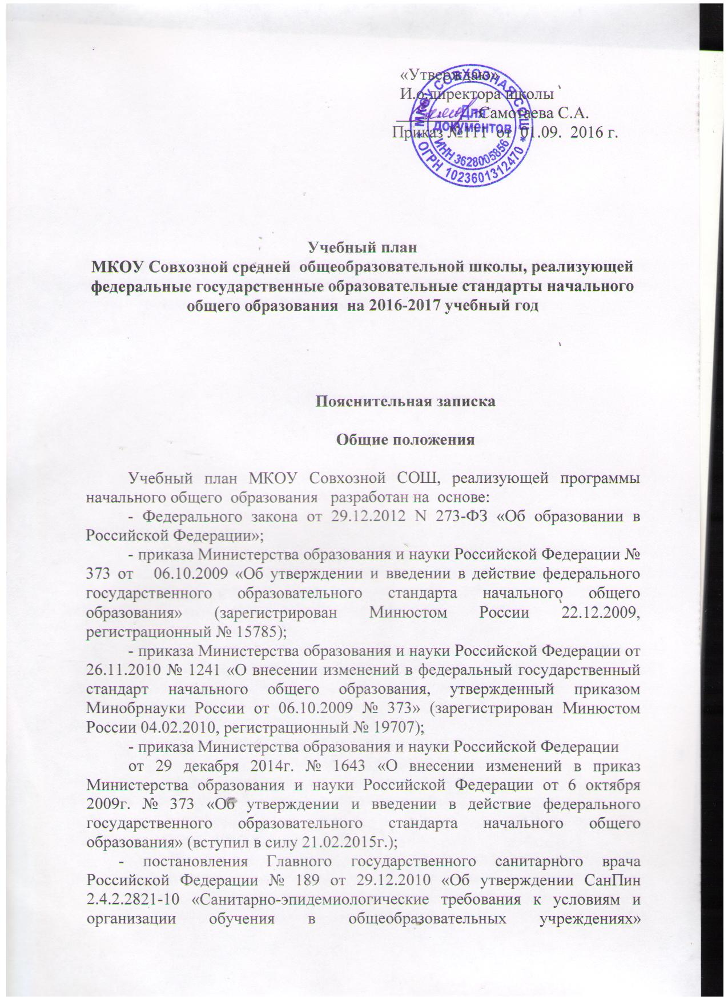 «Утверждаю»
И.о.директора школы
Самотаева С.А.
Приказ №111 от 01.09. 2016 г.
* МКОУ СОВХОЗНАЯ СОШ *
ОГРН 1023601312470
ИНН 3628005856
Для
документов
Учебный план
МКОУ Совхозной средней общеобразовательной школы, реализующей
федеральные государственные образовательные стандарты начального
общего образования на 2016-2017 учебный год
Пояснительная записка
Общие положения
Учебный план МКОУ Совхозной СОШ, реализующей программы
начального общего образования разработан на основе:
- Федерального закона от 29.12.2012 N 273-ФЗ «Об образовании в
Российской Федерации»;
- приказа Министерства образования и науки Российской Федерации №
373 от 06.10.2009 «Об утверждении и введении в действие федерального
государственного образовательного стандарта начального общего
образования» (зарегистрирован Минюстом России 22.12.2009,
регистрационный № 15785);
- приказа Министерства образования и науки Российской Федерации от
26.11.2010 № 1241 «О внесении изменений в федеральный государственный
стандарт начального общего образования, утвержденный приказом
Минобрнауки России от 06.10.2009 № 373» (зарегистрирован Минюстом
России 04.02.2010, регистрационный № 19707);
- приказа Министерства образования и науки Российской Федерации
от 29 декабря 2014г. № 1643 «О внесении изменений в приказ
Министерства образования и науки Российской Федерации от 6 октября
2009г. № 373 «Об утверждении и введении в действие федерального
государственного образовательного стандарта начального общего
образования» (вступил в силу 21.02.2015г.);
- постановления Главного государственного санитарного врача
Российской Федерации № 189 от 29.12.2010 «Об утверждении СанПин
2.4.2.2821-10 «Санитарно-эпидемиологические требования к условиям и
организации обучения в общеобразовательных учреждениях»